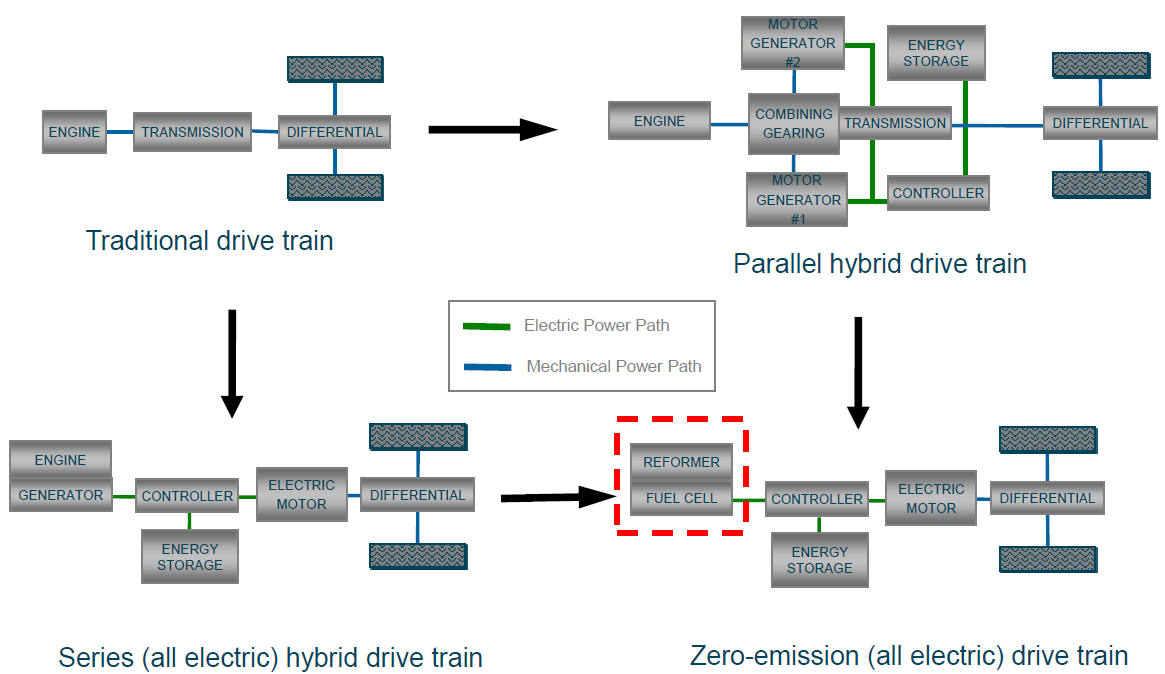 ENGINE
TRANSMISSION
DIFFERENTIAL
Traditional drive train
MOTOR
GENERATOR
#2
ENERGY
STORAGE
ENGINE
COMBINING
GEARING
TRANSMISSION
DIFFERENTIAL
MOTOR
GENERATOR
#1
CONTROLLER
Parallel hybrid drive train
Electric Power Path
Mechanical Power Path
ENGINE
GENERATOR
CONTROLLER
ELECTRIC
MOTOR
DIFFERENTIAL
ENERGY
STORAGE
Series (all electric) hybrid drive train
REFORMER
FUEL CELL
CONTROLLER
ELECTRIC
MOTOR
DIFFERENTIAL
ENERGY
STORAGE
Zero-emission (all electric) drive train